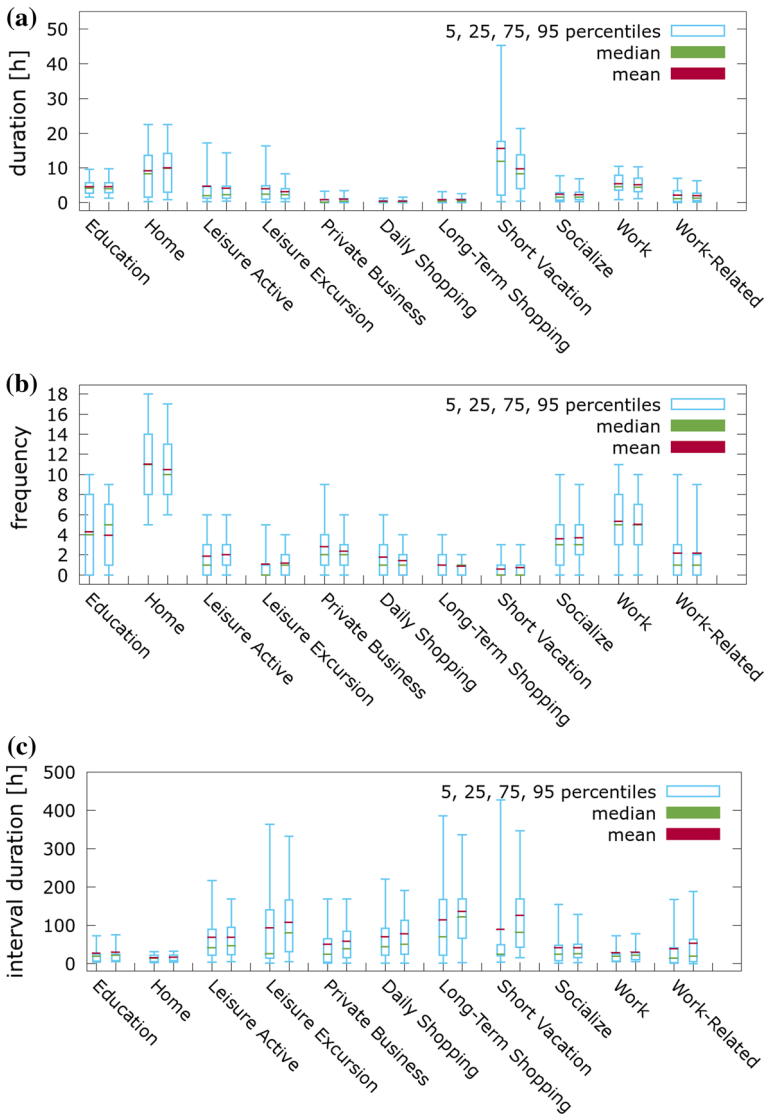 (a)
duration [h]
60
50
40
30
20
10
0
5, 25, 75, 95 percentiles
median
mean
Education
Home
Leisure Active
Leisure Excursion
Private Business
Daily Shopping
Long-Term Shopping
Short Vacation
Socialize
Work
Work-Related
(b)
frequency
18
16
14
12
10
8
6
4
2
0
5, 25, 75, 95 percentiles
median
mean
Education
Home
Leisure Active
Leisure Excursion
Private Business
Daily Shopping
Long-Term Shopping
Short Vacation
Socialize
Work
Work-Related
(c)
interval duration [h]
500
400
300
200
100
0
5, 25, 75, 95 percentiles
median
mean
Education
Home
Leisure Active
Leisure Excursion
Private Business
Daily Shopping
Long-Term Shopping
Short Vacation
Socialize
Work
Work-Related